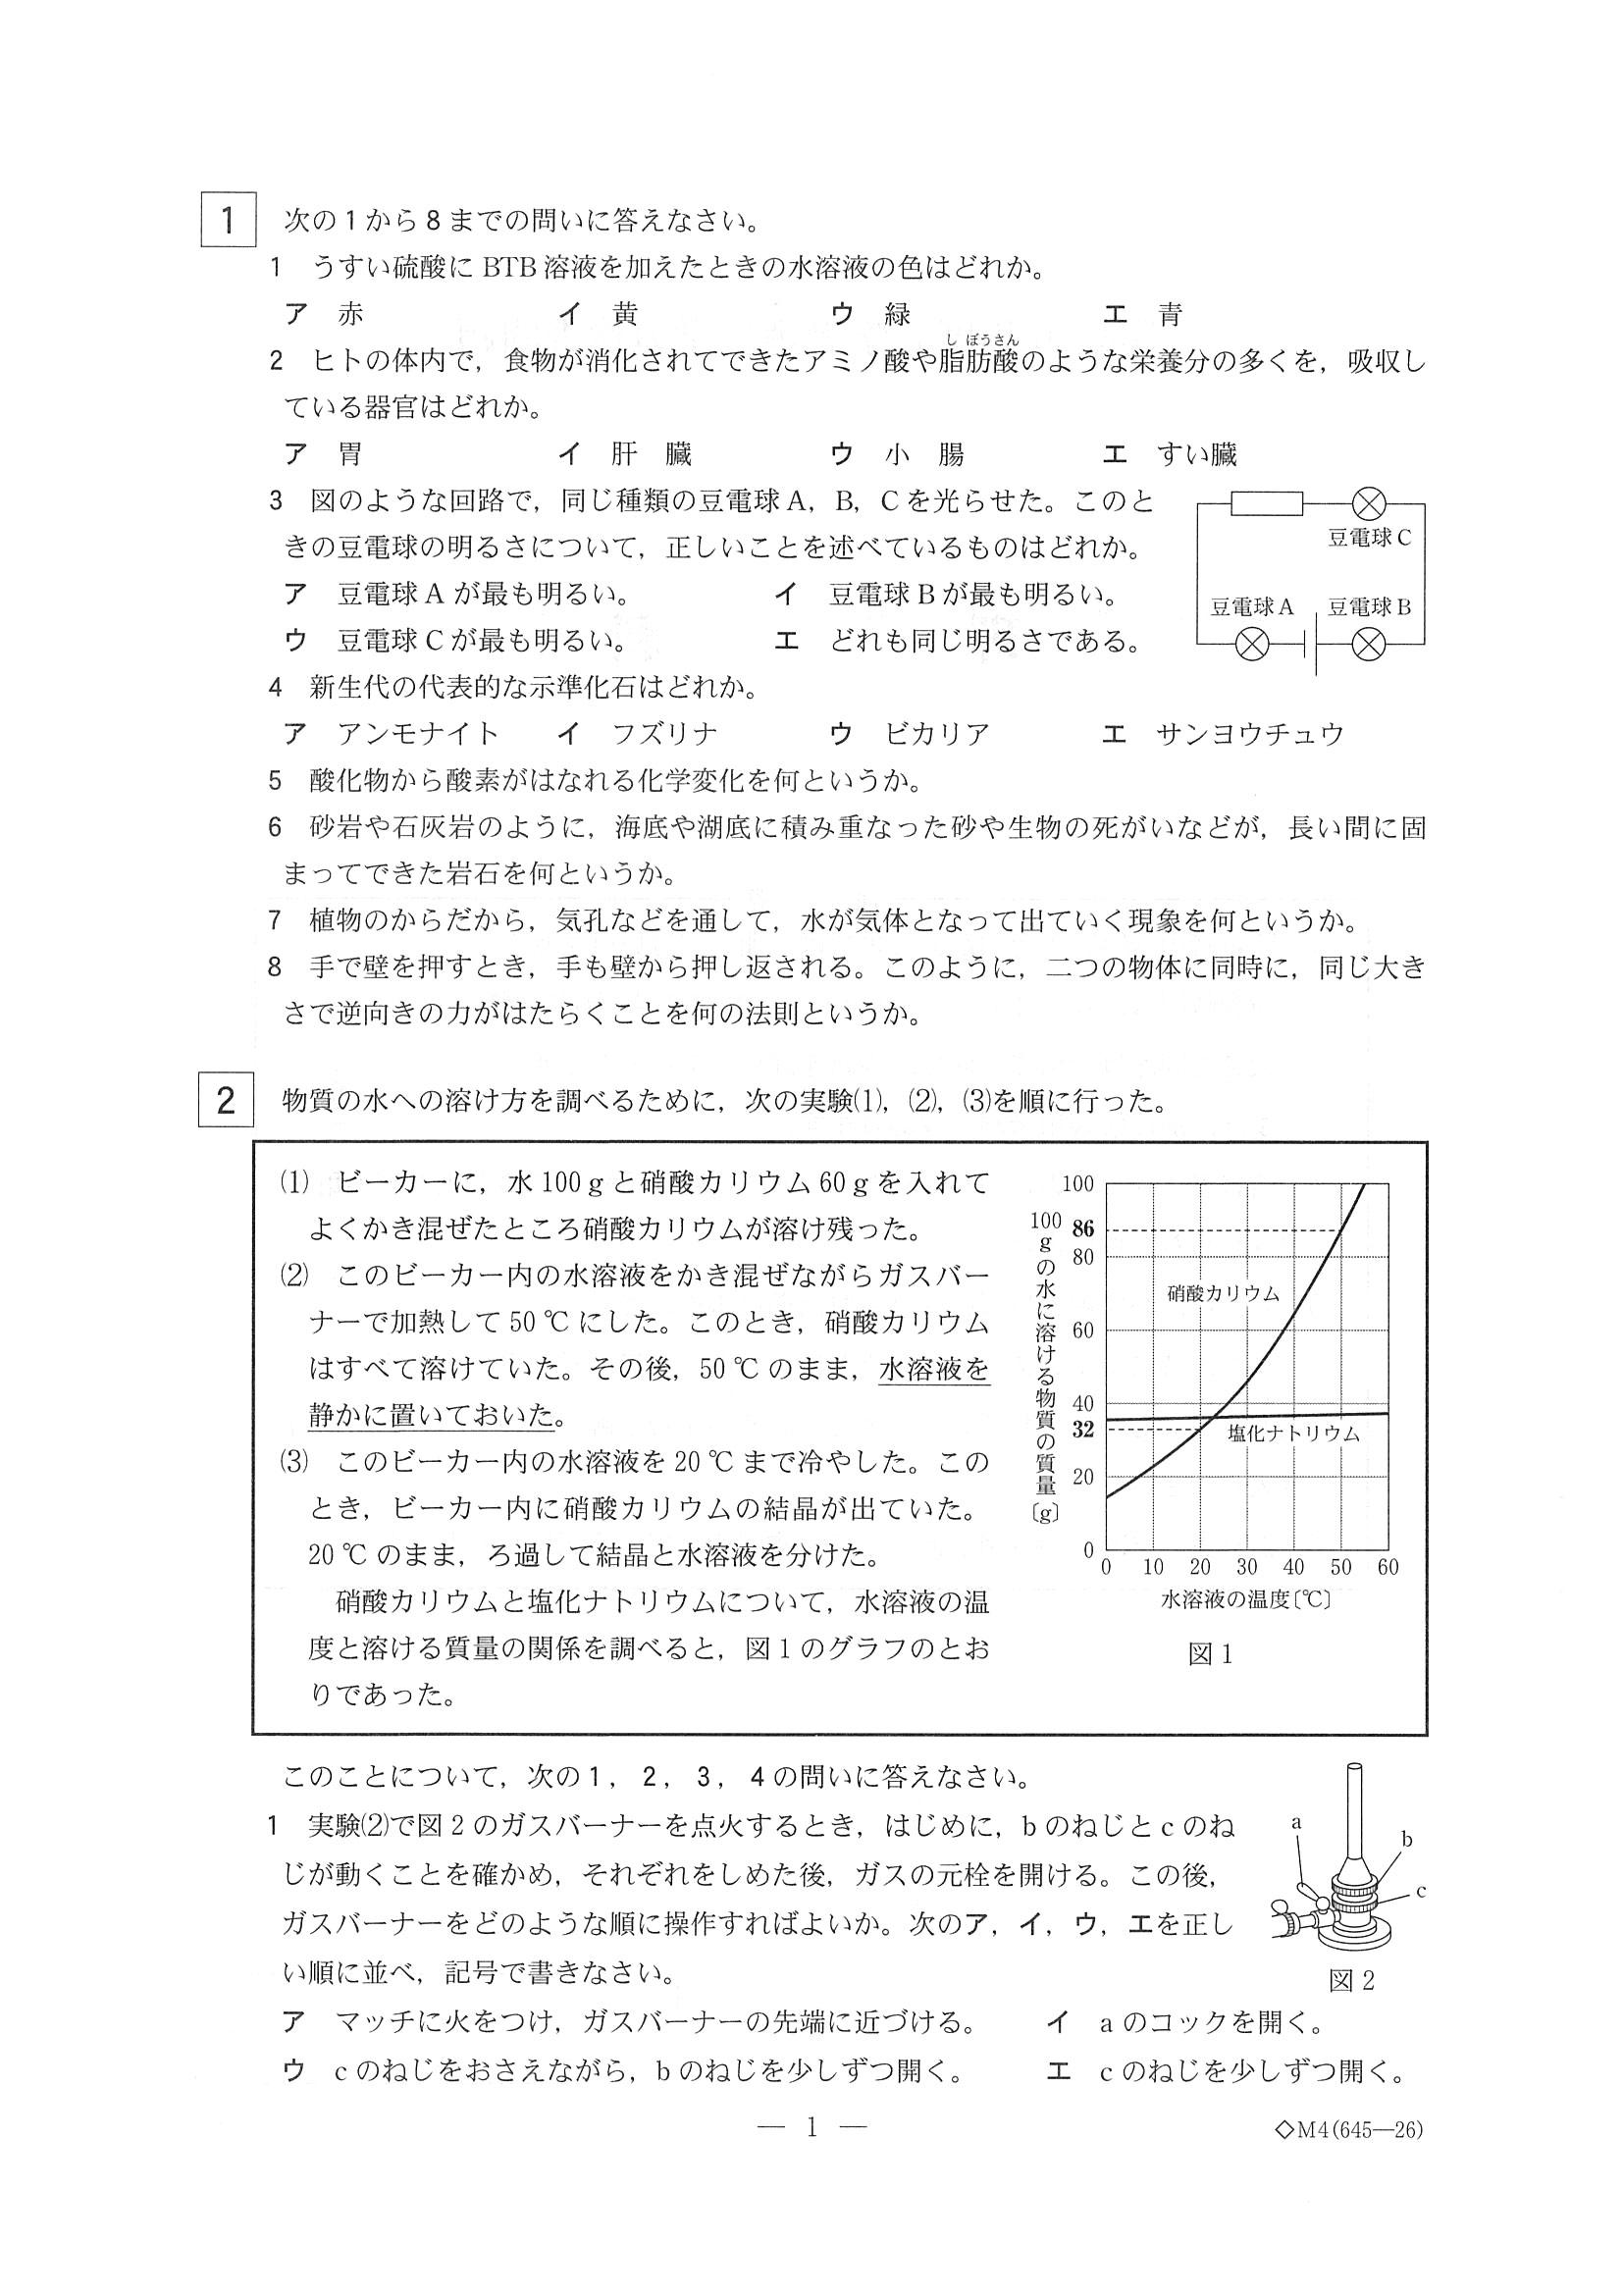 1 次の1から8までの問いに答えなさい。
1 うすい硫酸にBTB溶液を加えたときの水溶液の色はどれか。
ア 赤 イ 黄 ウ 緑 エ 青
しぼうさん
2 ヒトの体内で，食物が消化されてできたアミノ酸や脂肪酸のような栄養分の多くを，吸収し
ている器官はどれか。
ア 胃 イ 肝臓 ウ 小腸 エ すい臓
3 図のような回路で，同じ種類の豆電球A，B，Cを光らせた。このと
きの豆電球の明るさについて，正しいことを述べているものはどれか。
ア 豆電球Aが最も明るい。 イ 豆電球Bが最も明るい。
ウ 豆電球Cが最も明るい。 エ どれも同じ明るさである。
豆電球C
豆電球A 豆電球B
4 新生代の代表的な示準化石はどれか。
ア アンモナイト イ フズリナ ウ ビカリア エ サンヨウチュウ
5 酸化物から酸素がはなれる化学変化を何というか。
6 砂岩や石灰岩のように，海底や湖底に積み重なった砂や生物の死がいなどが，長い間に固
まってできた岩石を何というか。
7 植物のからだから，気孔などを通して，水が気体となって出ていく現象を何というか。
8 手で壁を押すとき，手も壁から押し返される。このように，二つの物体に同時に，同じ大き
さで逆向きの力がはたらくことを何の法則というか。
2 物質の水への溶け方を調べるために，次の実験⑴，⑵，⑶を順に行った。
⑴ ビーカーに，水100gと硝酸カリウム60gを入れて
よくかき混ぜたところ硝酸カリウムが溶け残った。
⑵ このビーカー内の水溶液をかき混ぜながらガスバー
ナーで加熱して50℃にした。このとき，硝酸カリウム
はすべて溶けていた。その後，50℃のまま，水溶液を
静かに置いておいた。
⑶ このビーカー内の水溶液を20℃まで冷やした。この
とき，ビーカー内に硝酸カリウムの結晶が出ていた。
20℃のまま，ろ過して結晶と水溶液を分けた。
硝酸カリウムと塩化ナトリウムについて，水溶液の温
度と溶ける質量の関係を調べると，図1のグラフのとお
りであった。
100gの水に溶ける物質の質量〔g〕
100
86
80
60
40
32
20
0
硝酸カリウム
塩化ナトリウム
0 10 20 30 40 50 60
水溶液の温度〔℃〕
図1
このことについて，次の1，2，3，4の問いに答えなさい。
1 実験⑵で図2のガスバーナーを点火するとき，はじめに，bのねじとcのね
じが動くことを確かめ，それぞれをしめた後，ガスの元栓を開ける。この後，
ガスバーナーをどのような順に操作すればよいか。次のア，イ，ウ，エを正し
い順に並べ，記号で書きなさい。
a
b
c
図2
ア マッチに火をつけ，ガスバーナーの先端に近づける。 イ aのコックを開く。
ウ cのねじをおさえながら，bのねじを少しずつ開く。 エ cのねじを少しずつ開く。
― 1 ―
◇M4(645―26)